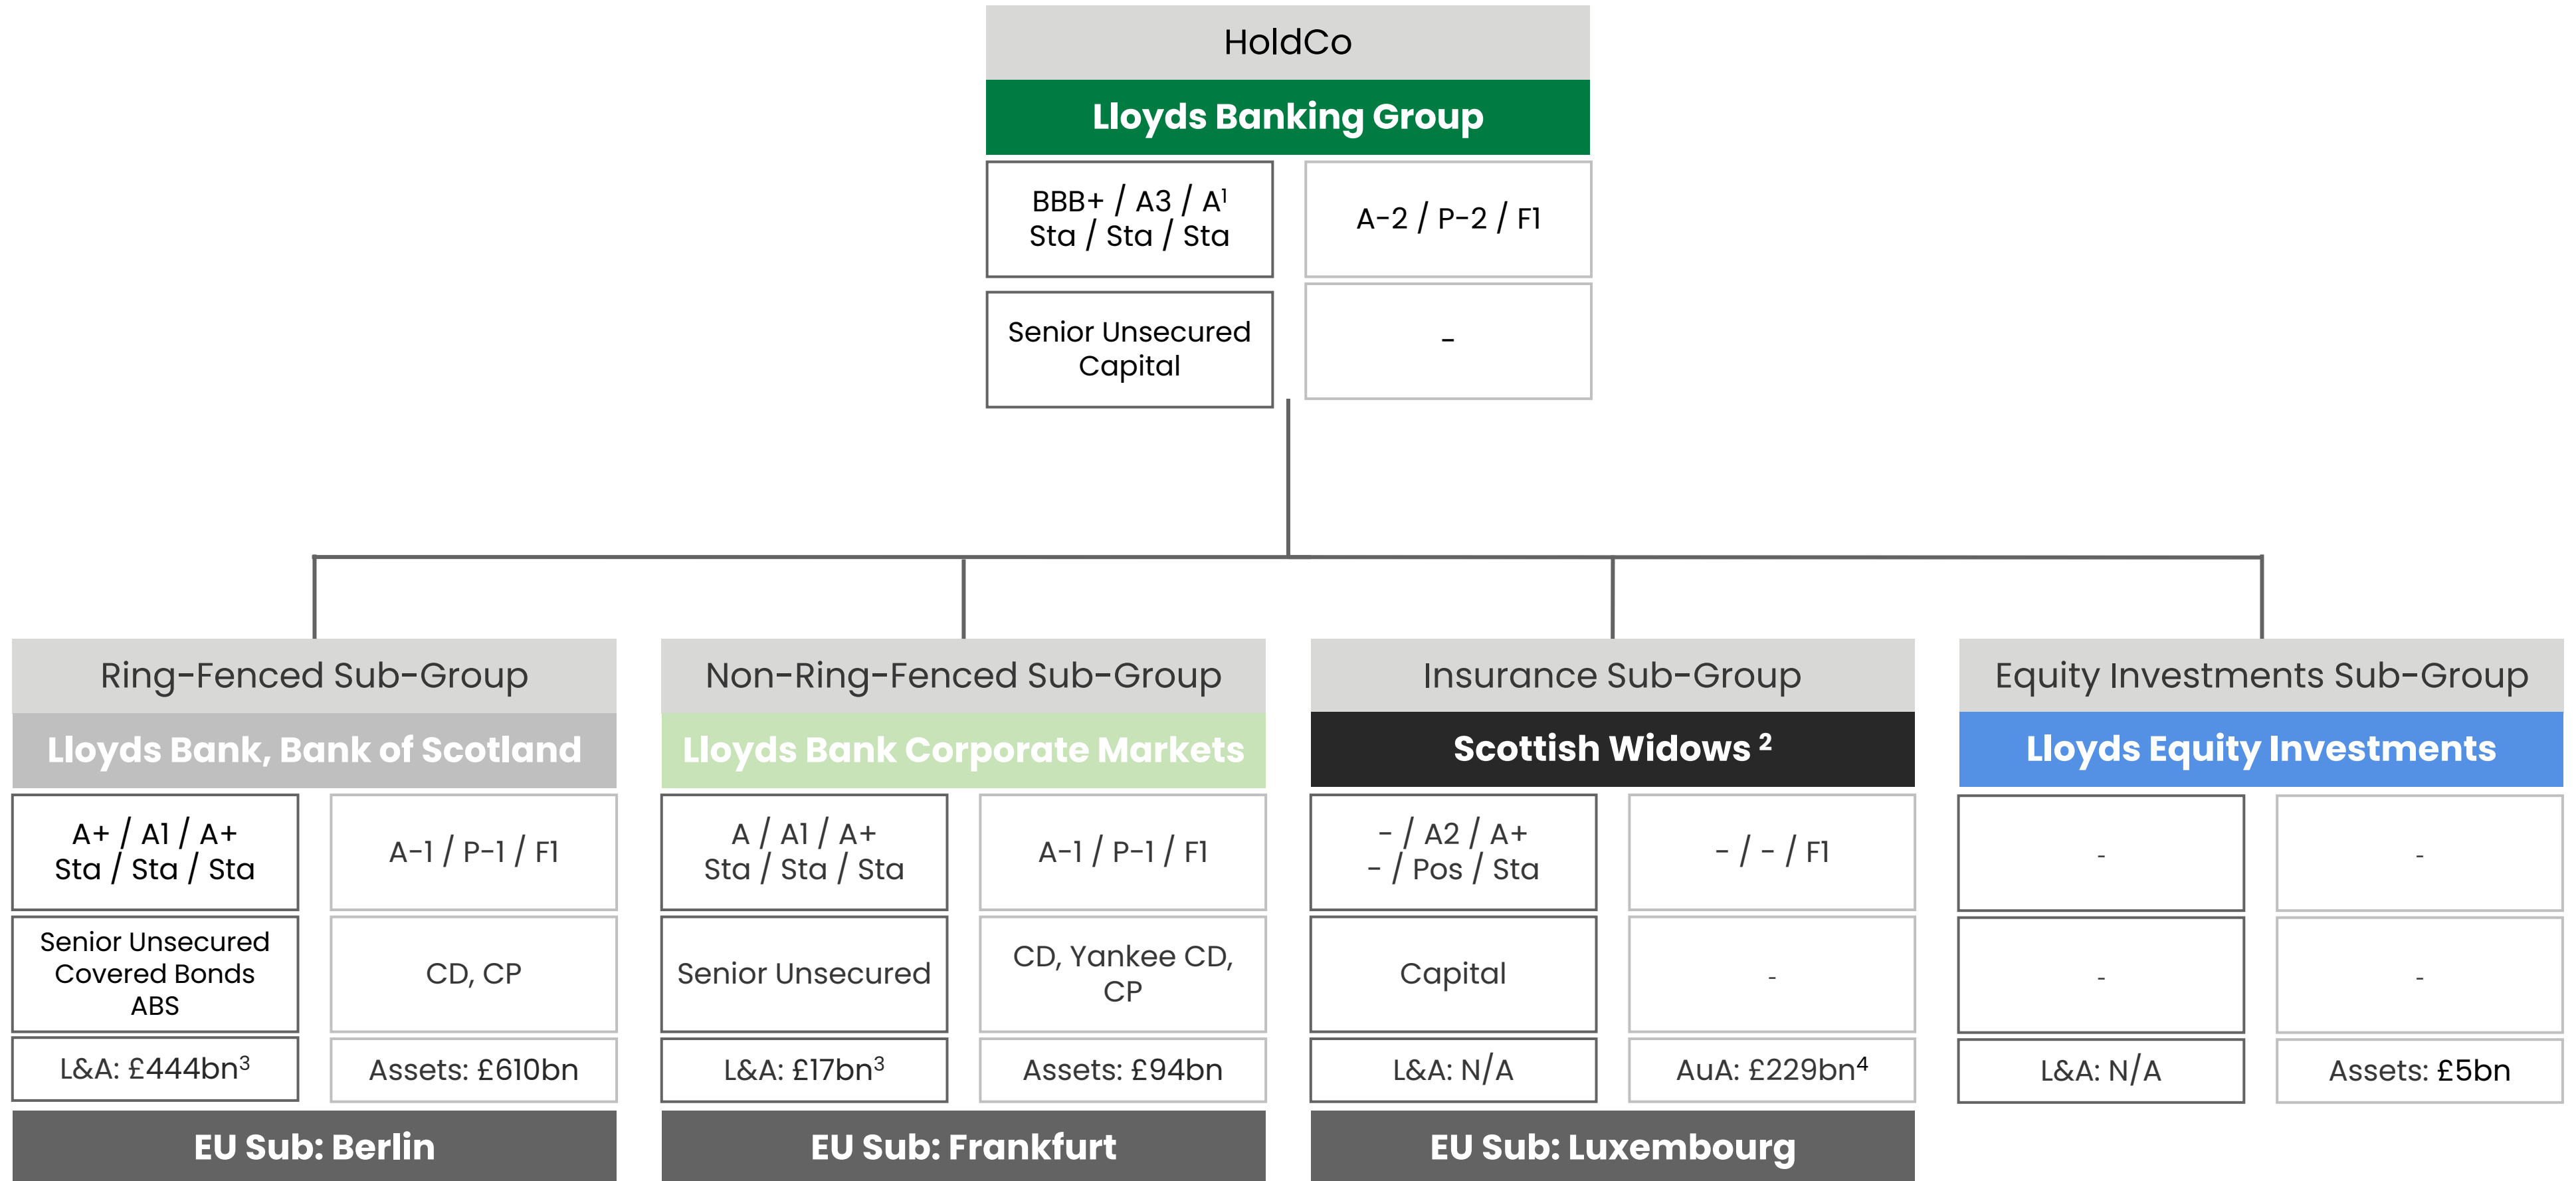 HoldCo
Lloyds Banking Group
BBB+ / A3 / A¹
Sta / Sta / Sta
A-2 / P-2 / F1
Senior Unsecured
Capital
-
Ring-Fenced Sub-Group
Lloyds Bank, Bank of Scotland
A+ / A1 / A+
Sta / Sta / Sta
A-1 / P-1 / F1
Senior Unsecured
Covered Bonds
ABS
CD, CP
L&A: £444bn³
Assets: £610bn
EU Sub: Berlin
Non-Ring-Fenced Sub-Group
Lloyds Bank Corporate Markets
A / A1 / A+
Sta / Sta / Sta
A-1 / P-1 / F1
Senior Unsecured
CD, Yankee CD,
CP
L&A: £17bn³
Assets: £94bn
EU Sub: Frankfurt
Insurance Sub-Group
Scottish Widows ²
- / A2 / A+
- / Pos / Sta
- / - / F1
Capital
-
L&A: N/A
AuA: £229bn⁴
EU Sub: Luxembourg
Equity Investments Sub-Group
Lloyds Equity Investments
-
-
-
-
L&A: N/A
Assets: £5bn